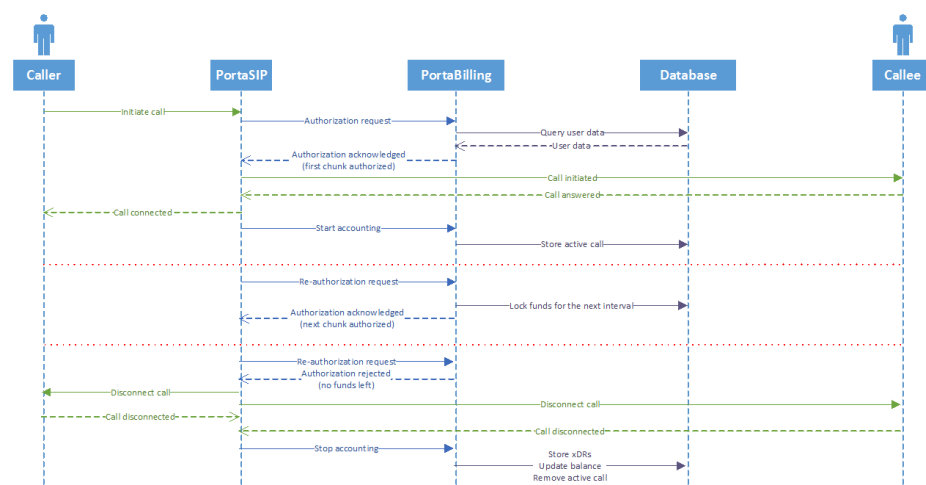 Caller
PortaSIP
PortaBilling
Database
Callee
Initiate call
Authorization request
Query user data
User data
Authorization acknowledged
(first chunk authorized)
Call initiated
Call answered
Call connected
Start accounting
Store active call
Re-authorization request
Lock funds for the next interval
Authorization acknowledged
(next chunk authorized)
Re-authorization request
Authorization rejected
(no funds left)
Disconnect call
Disconnect call
Call disconnected
Call disconnected
Stop accounting
Store xDRs
Update balance
Remove active call